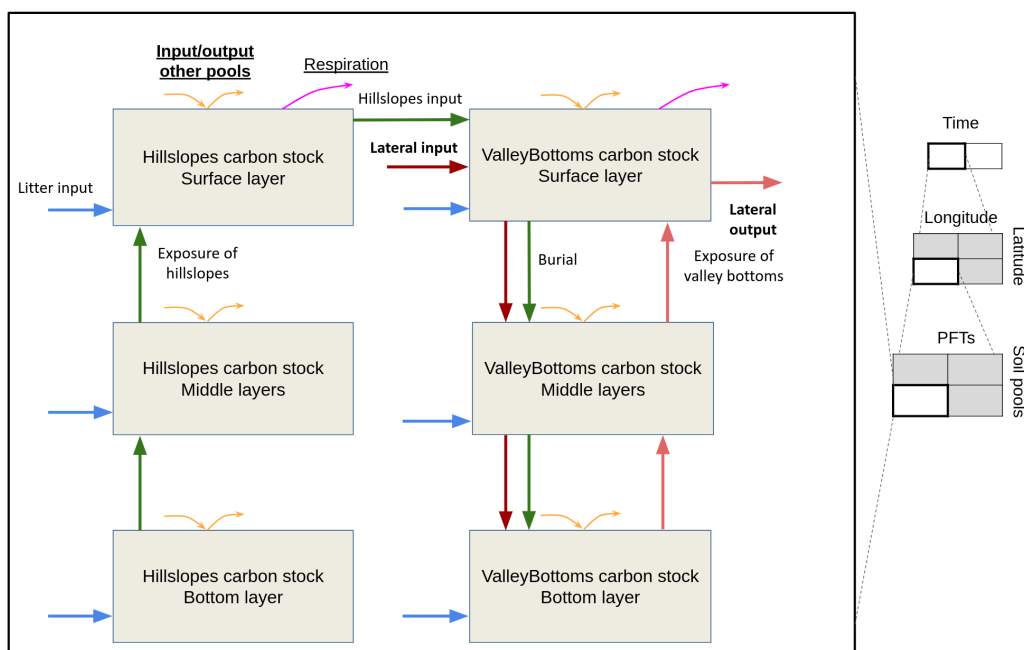 Input/output
other pools
Respiration
Hillslopes input
Hillslopes carbon stock
Surface layer
Lateral input
ValleyBottoms carbon stock
Surface layer
Litter input
Lateral
output
Exposure of
hillslopes
Burial
Exposure of
valley bottoms
Hillslopes carbon stock
Middle layers
ValleyBottoms carbon stock
Middle layers
Hillslopes carbon stock
Bottom layer
ValleyBottoms carbon stock
Bottom layer
Time
Longitude
Latitude
PFTs
Soil pools